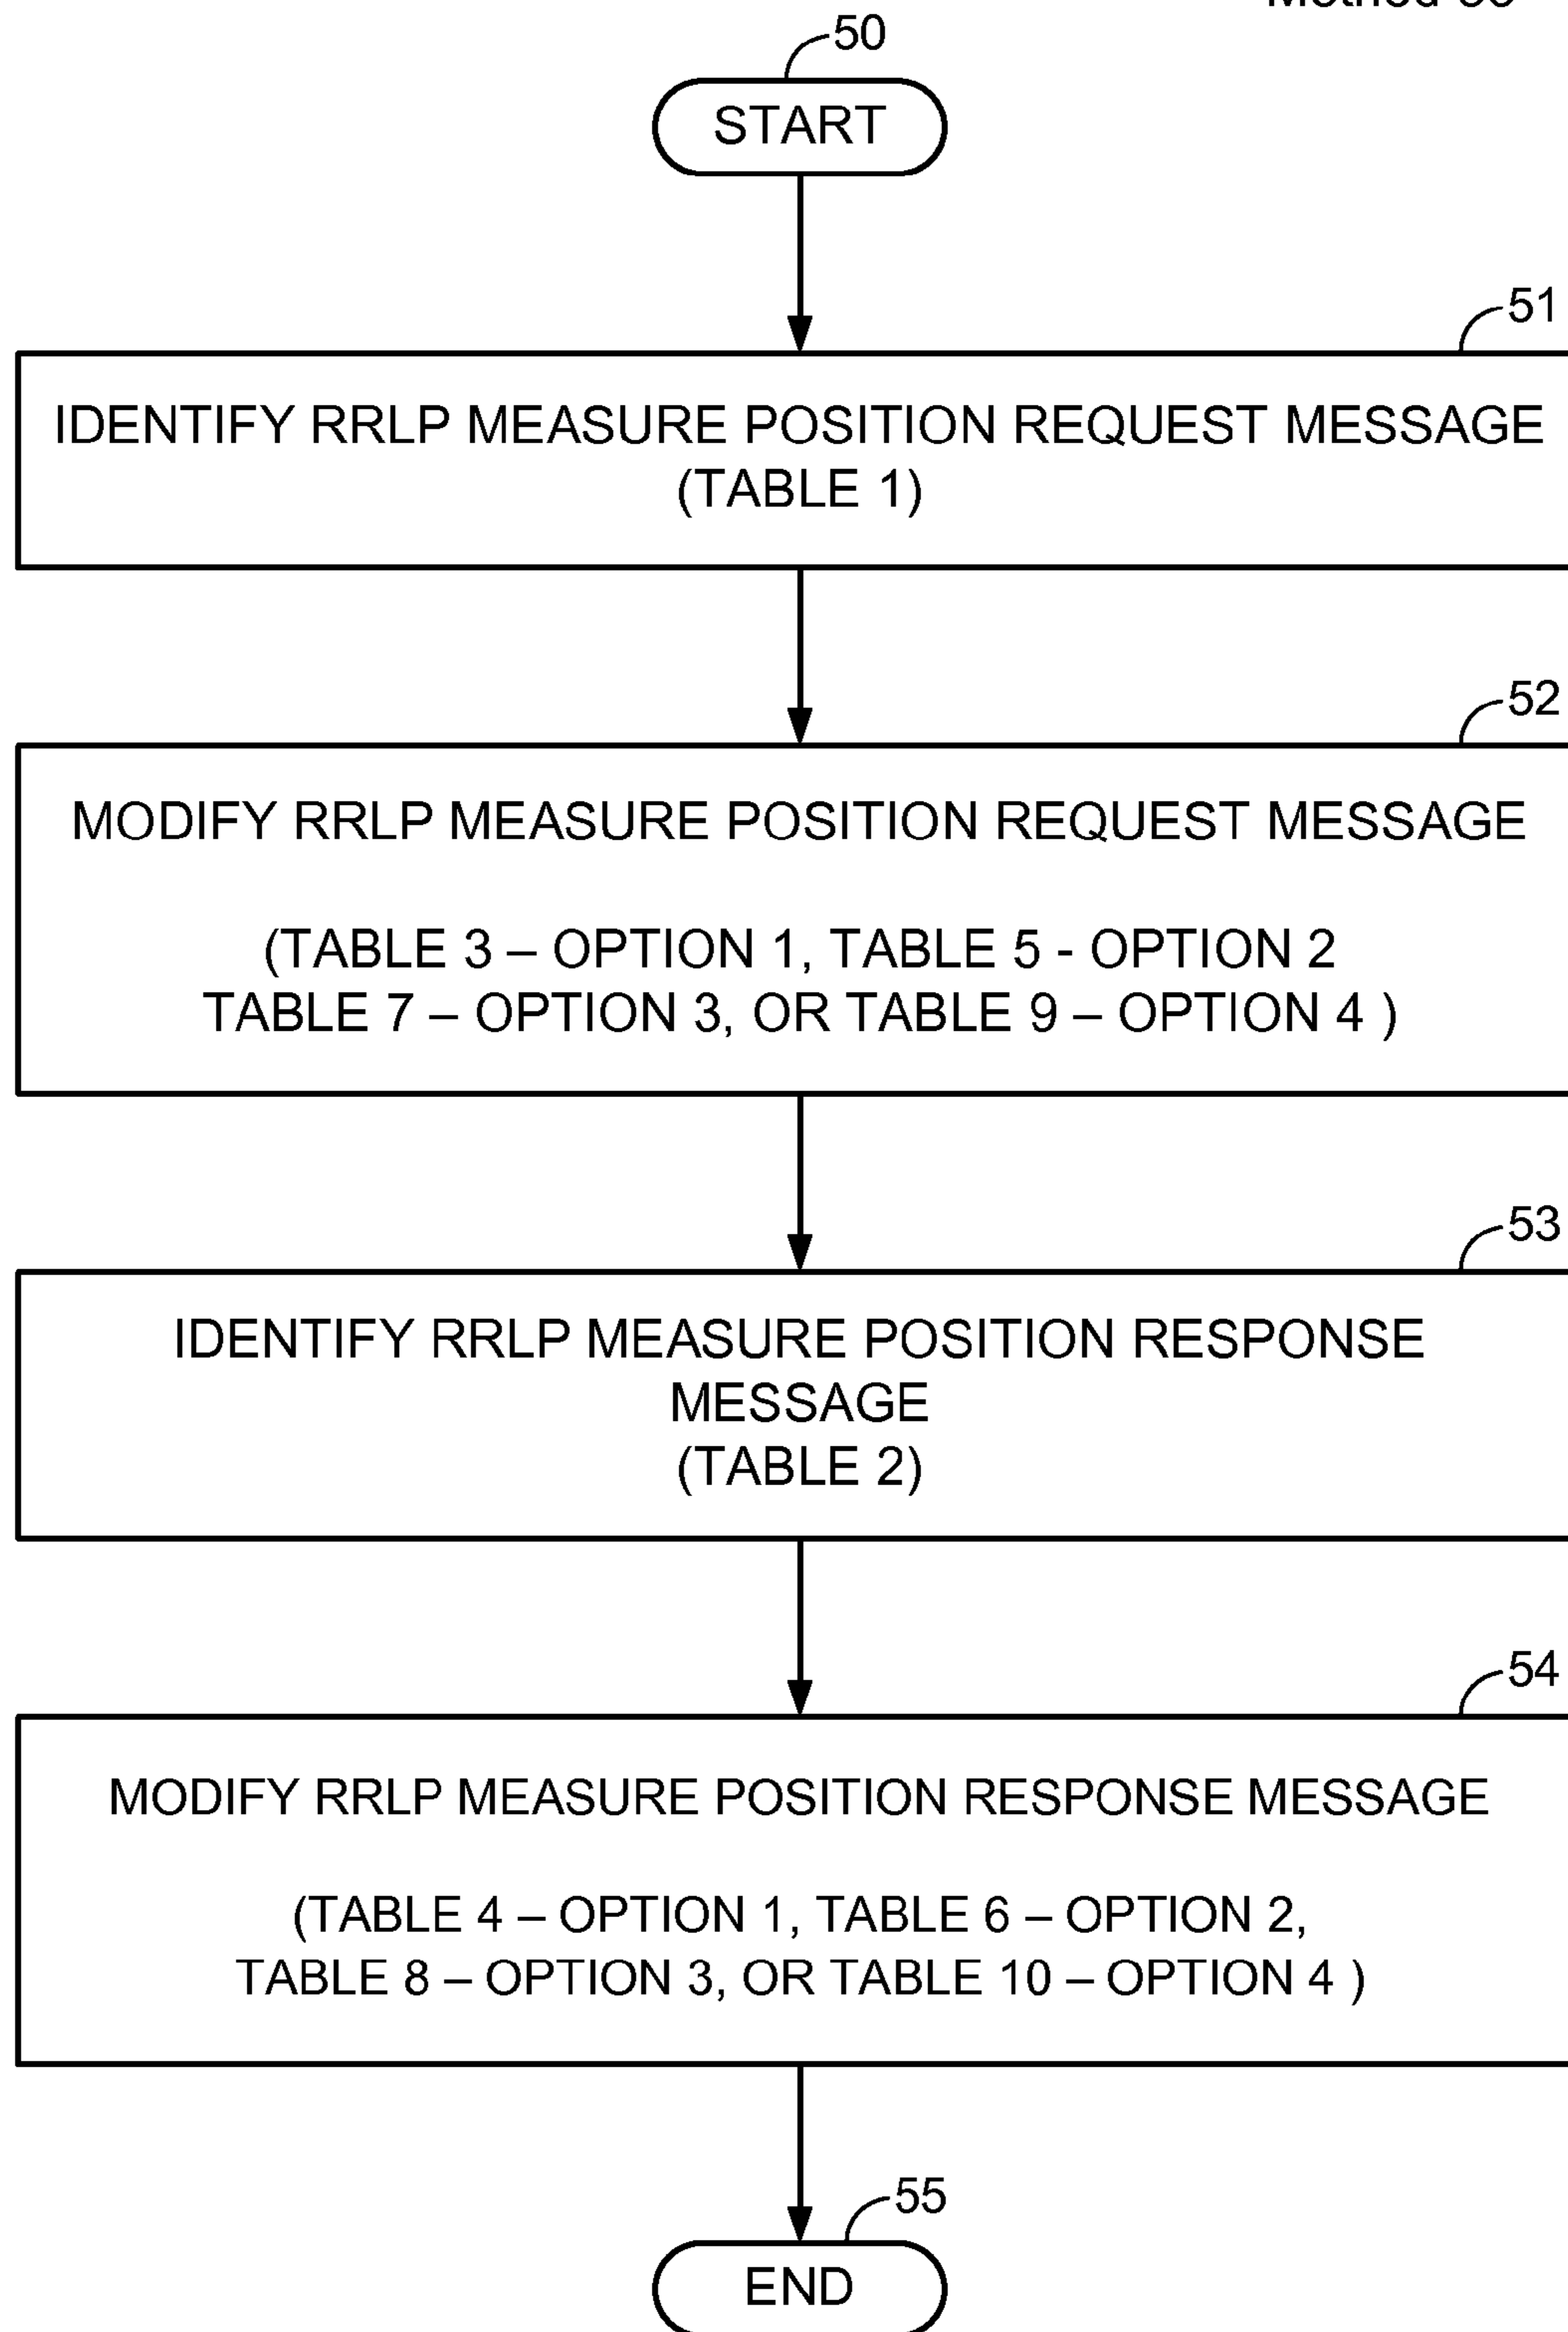 50
START
51
IDENTIFY RRLP MEASURE POSITION REQUEST MESSAGE
(TABLE 1)
52
MODIFY RRLP MEASURE POSITION REQUEST MESSAGE
(TABLE 3 – OPTION 1, TABLE 5 - OPTION 2
TABLE 7 – OPTION 3, OR TABLE 9 – OPTION 4 )
53
IDENTIFY RRLP MEASURE POSITION RESPONSE
MESSAGE
(TABLE 2)
54
MODIFY RRLP MEASURE POSITION RESPONSE MESSAGE
(TABLE 4 – OPTION 1, TABLE 6 – OPTION 2,
TABLE 8 – OPTION 3, OR TABLE 10 – OPTION 4 )
55
END